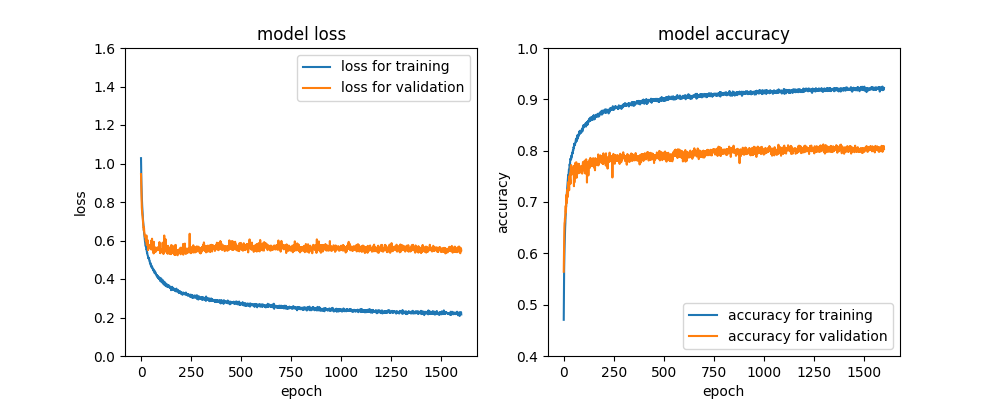 model loss
loss for training
loss for validation
1.6
1.4
1.2
1.0
0.8
0.6
0.4
0.2
0.0
loss
0 250 500 750 1000 1250 1500
epoch
model accuracy
1.0
0.9
0.8
0.7
0.6
0.5
0.4
accuracy
accuracy for training
accuracy for validation
0 250 500 750 1000 1250 1500
epoch